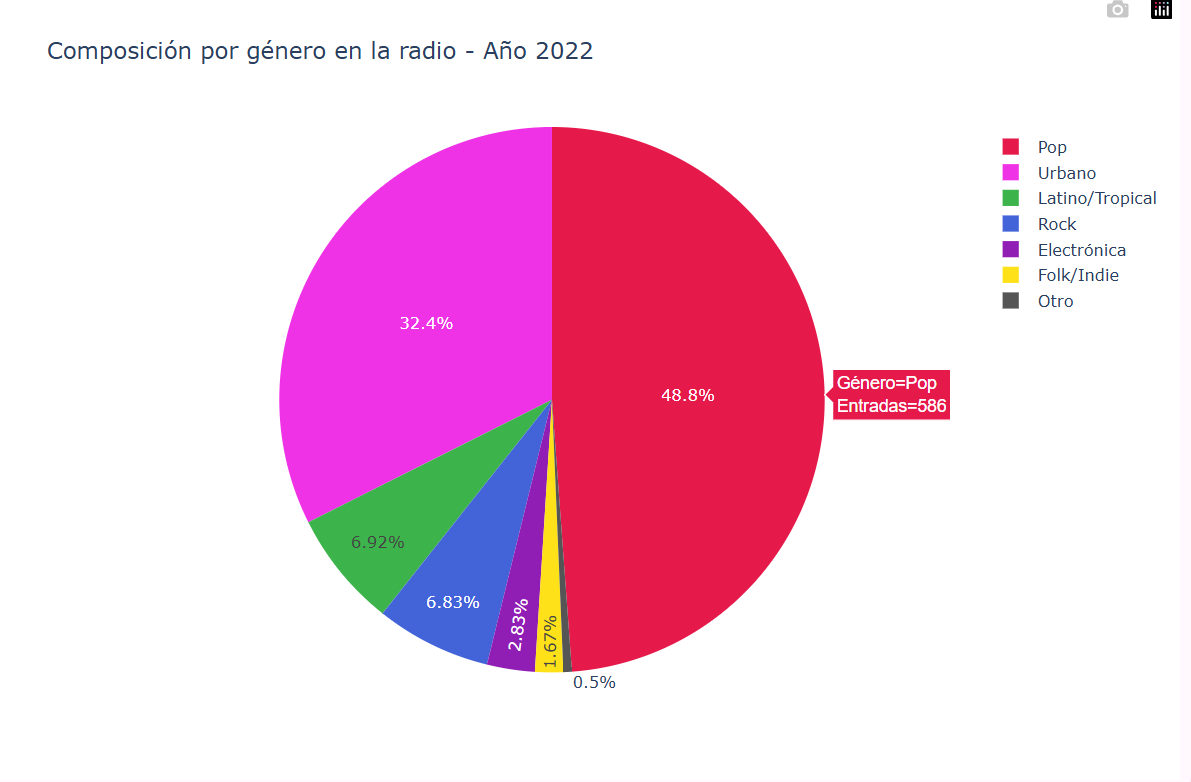 Composición por género en la radio - Año 2022
Pop
Urbano
Latino/Tropical
Rock
Electrónica
Folk/Indie
Otro
32.4%
48.8%
Género=Pop
Entradas=586
6.92%
6.83%
2.83%
1.67%
0.5%